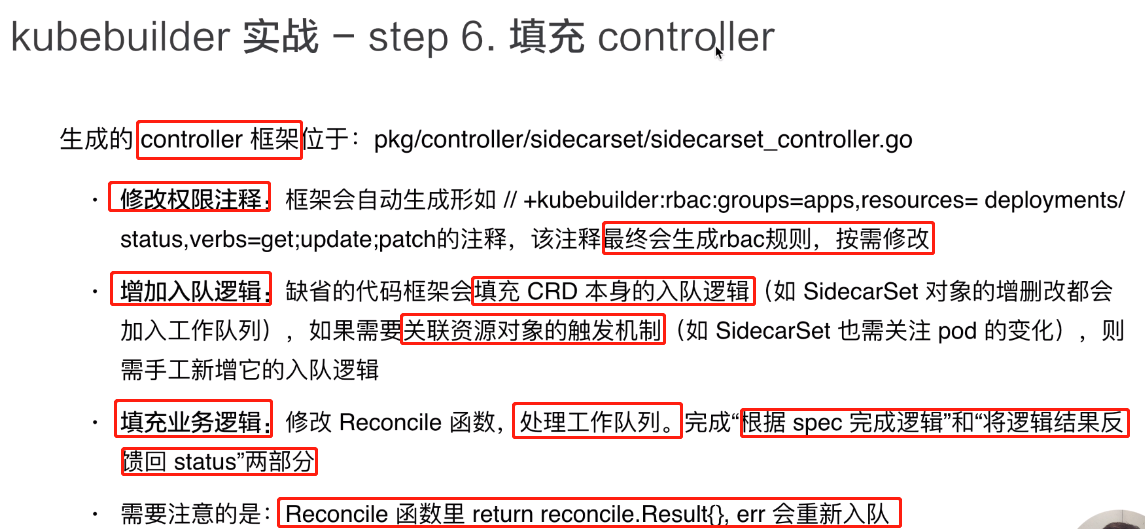 kubebuilder 实战 – step 6. 填充 controller
生成的 controller 框架位于：pkg/controller/sidecarset/sidecarset_controller.go
· 修改权限注释：框架会自动生成形如 // +kubebuilder:rbac:groups=apps,resources= deployments/
status,verbs=get;update;patch的注释，该注释最终会生成rbac规则，按需修改
· 增加入队逻辑：缺省的代码框架会填充 CRD 本身的入队逻辑（如 SidecarSet 对象的增删改都会
加入工作队列），如果需要关联资源对象的触发机制（如 SidecarSet 也需关注 pod 的变化），则
需手工新增它的入队逻辑
· 填充业务逻辑：修改 Reconcile 函数，处理工作队列。完成“根据 spec 完成逻辑”和“将逻辑结果反
馈回 status”两部分
· 需要注意的是：Reconcile 函数里 return reconcile.Result{}, err 会重新入队